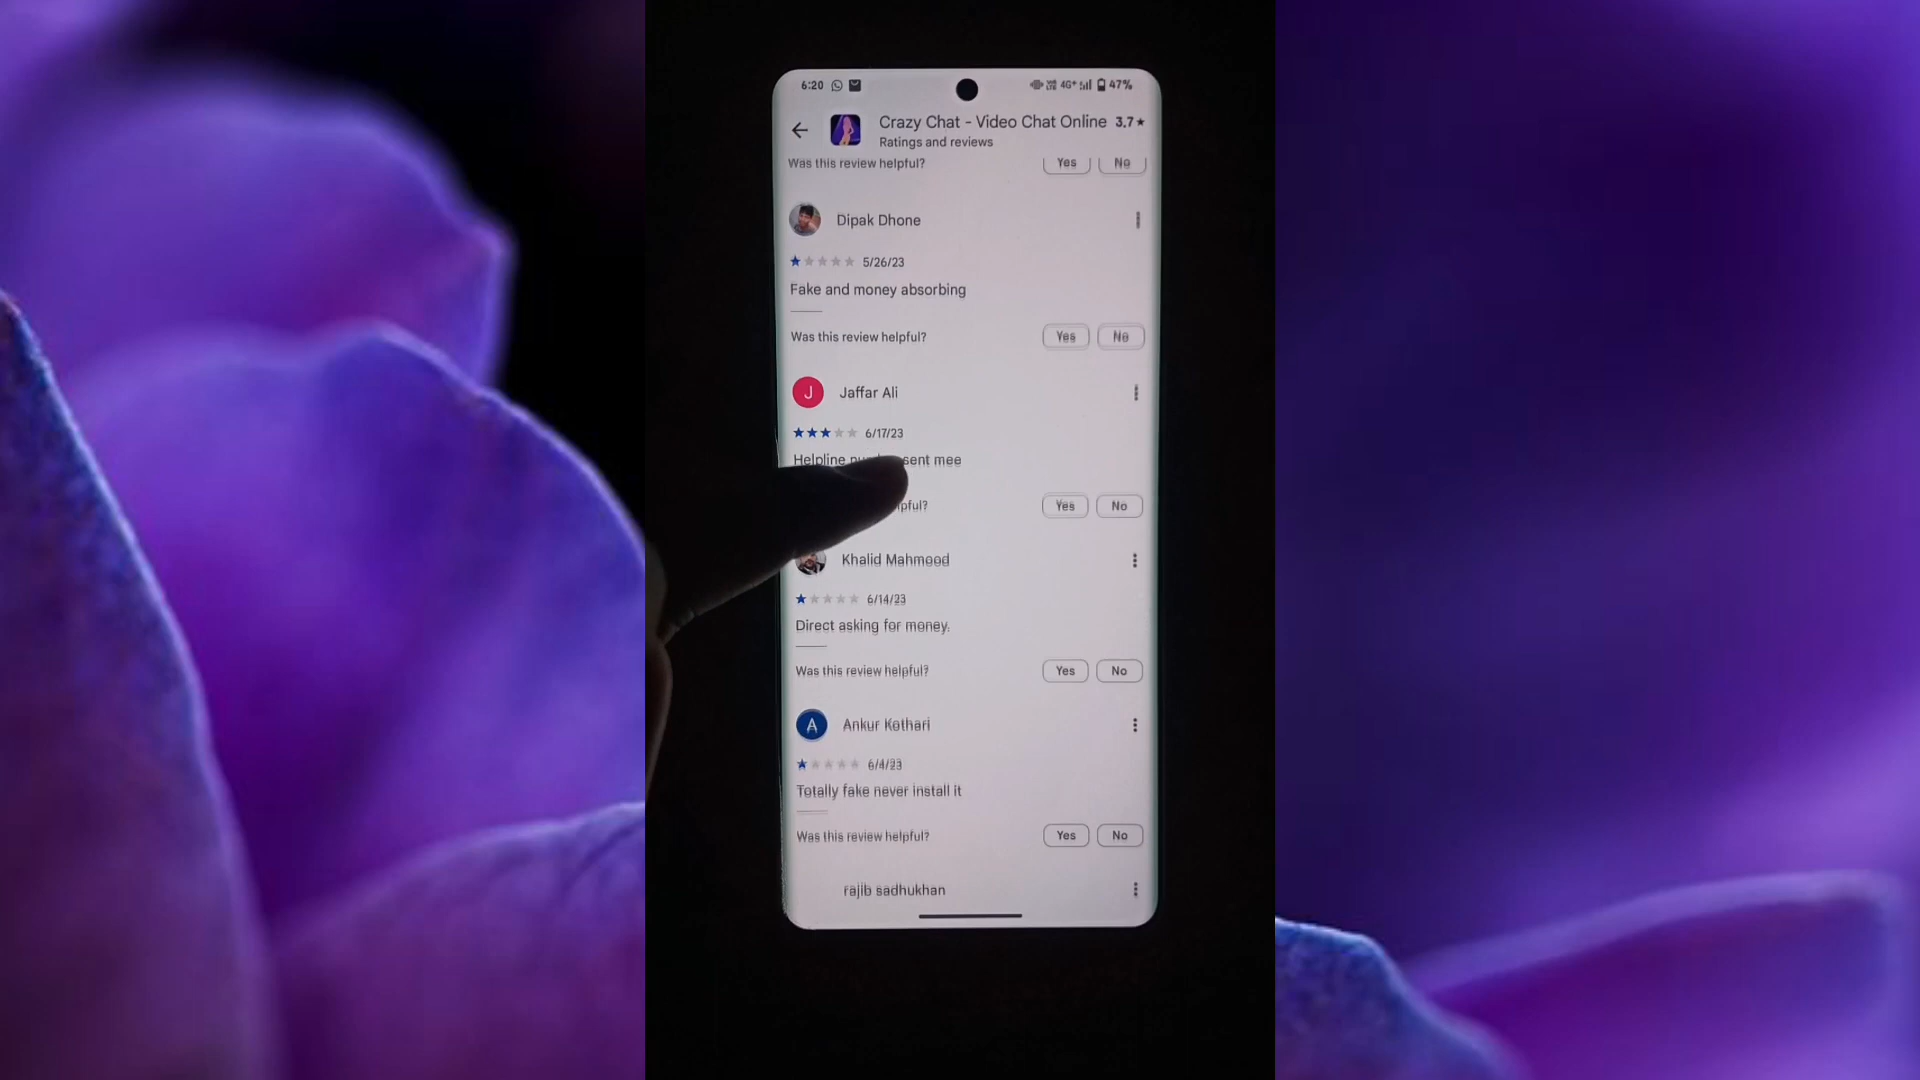 6:20 4G+ 47%
Crazy Chat - Video Chat Online 3.7★
Ratings and reviews
Was this review helpful? Yes No
Dipak Dhone
5/26/23
Fake and money absorbing
Was this review helpful? Yes No
J Jaffar Ali
6/17/23
Helpline sent mee
lpful? Yes No
Khalid Mahmood
6/14/23
Direct asking for money.
Was this review helpful? Yes No
A Ankur Kothari
6/4/23
Totally fake never install it
Was this review helpful? Yes No
rajib sadhukhan